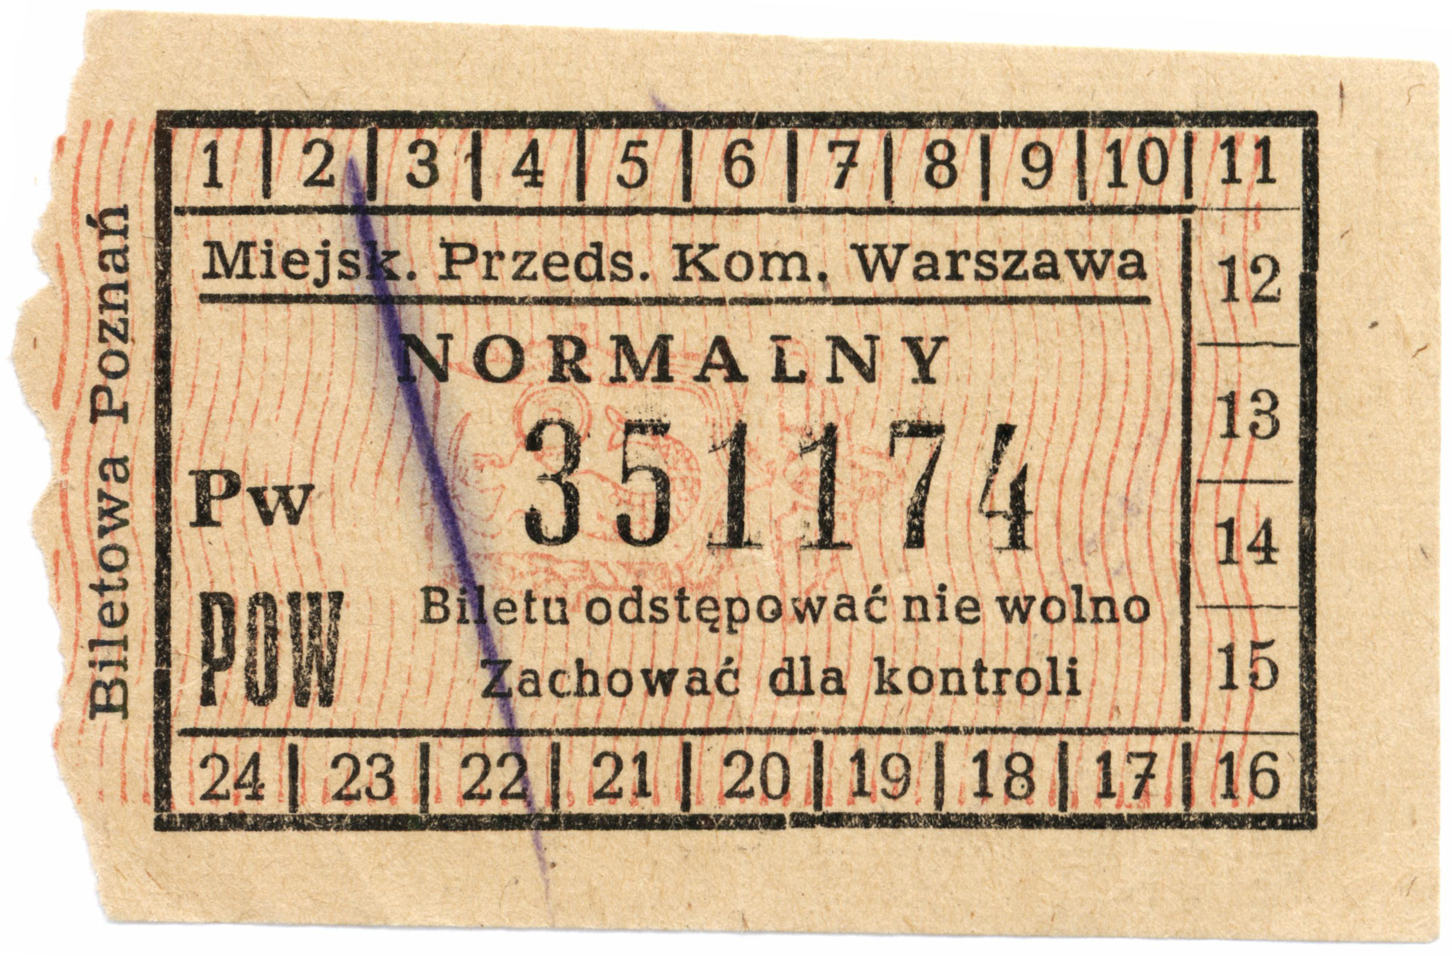 1 2 3 4 5 6 7 8 9 10 11
Miejsk. Przeds. Kom. Warszawa
12
NORMALNY
13
351174
Pw
14
Biletu odstępować nie wolno
POW
Zachować dla kontroli
15
24 23 22 21 20 19 18 17 16
Biletowa Poznań